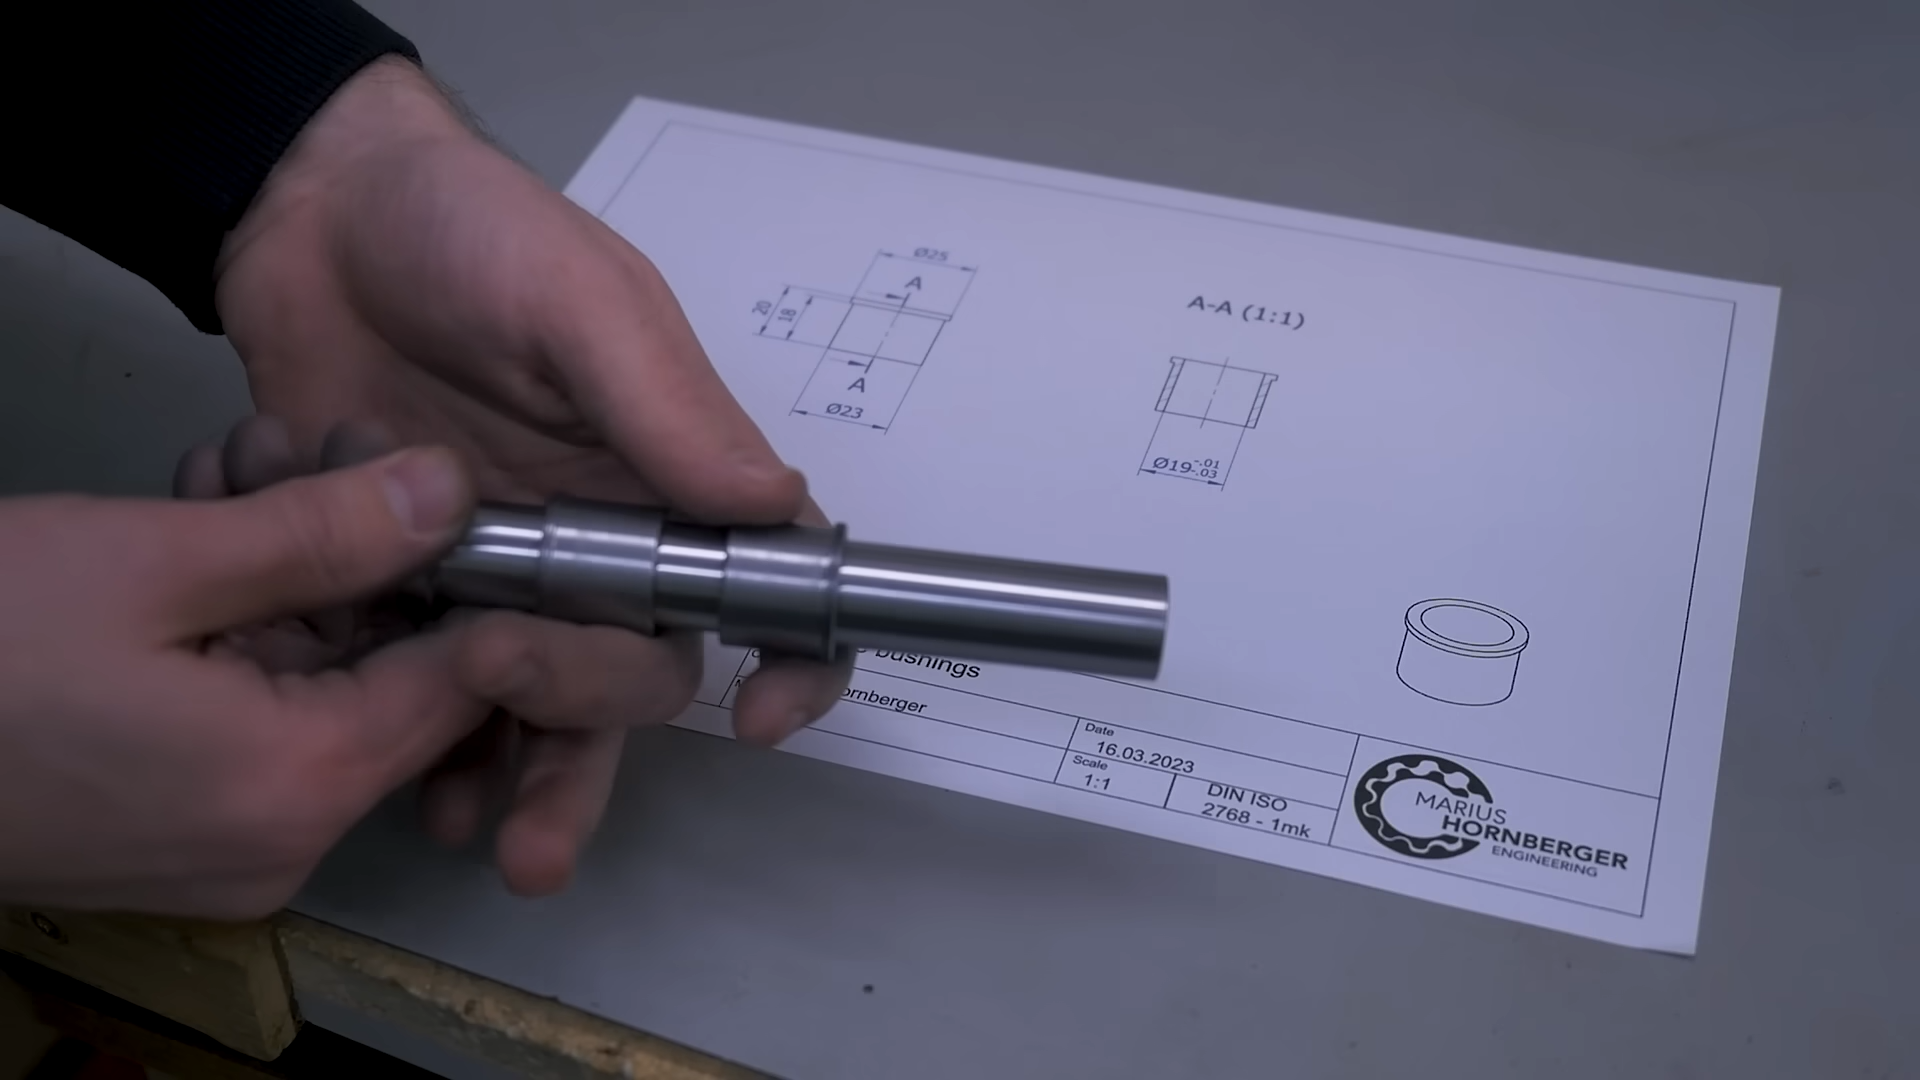 Ø25
A
20
18
A
Ø23
A-A (1:1)
Ø19 -.01 -.03
bushings
ornberger
Date
16.03.2023
Scale
1:1
DIN ISO
2768 - 1mk
MARIUS
HORNBERGER
ENGINEERING